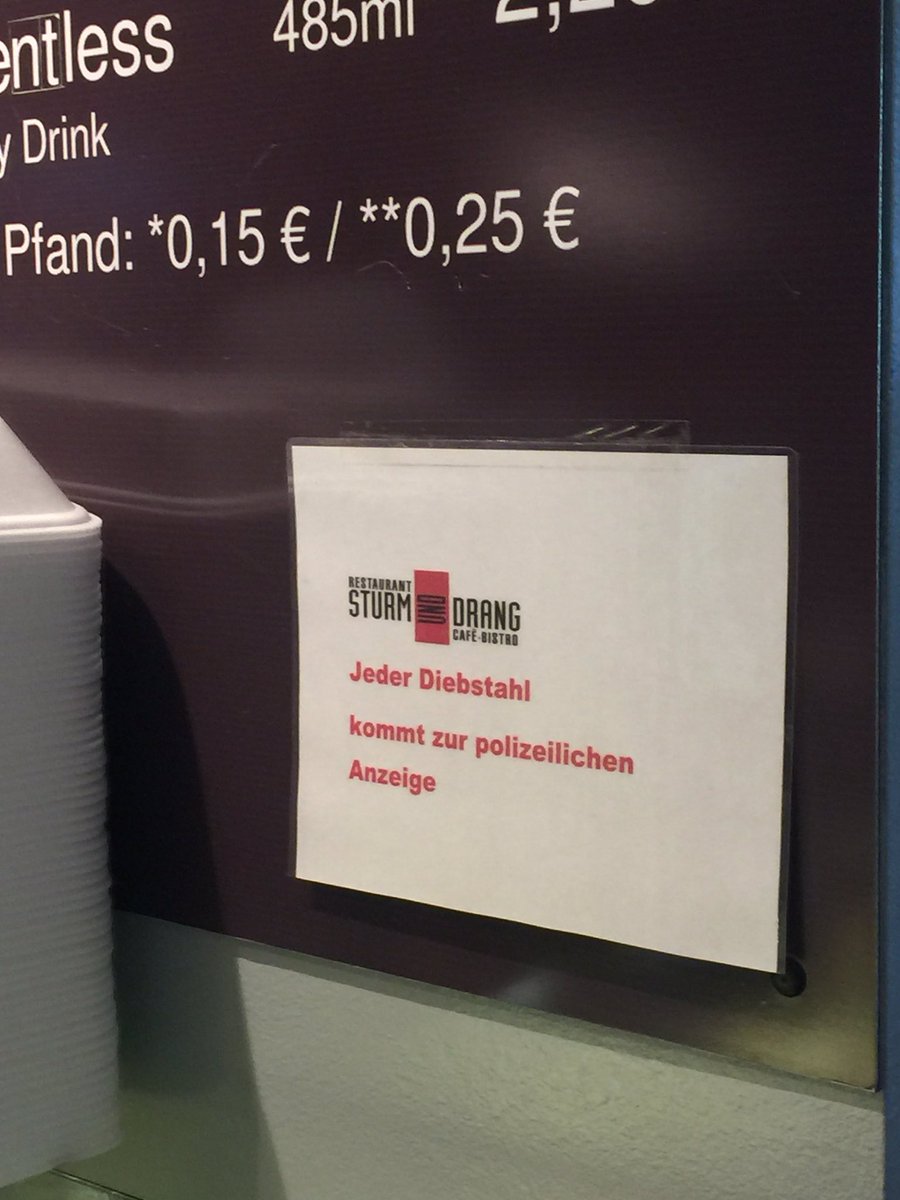 485ml
Drink
Pfand: *0,15 € / **0,25 €
RESTAURANT
STURM UND DRANG
CAFÉ-BISTRO
Jeder Diebstahl
kommt zur polizeilichen
Anzeige